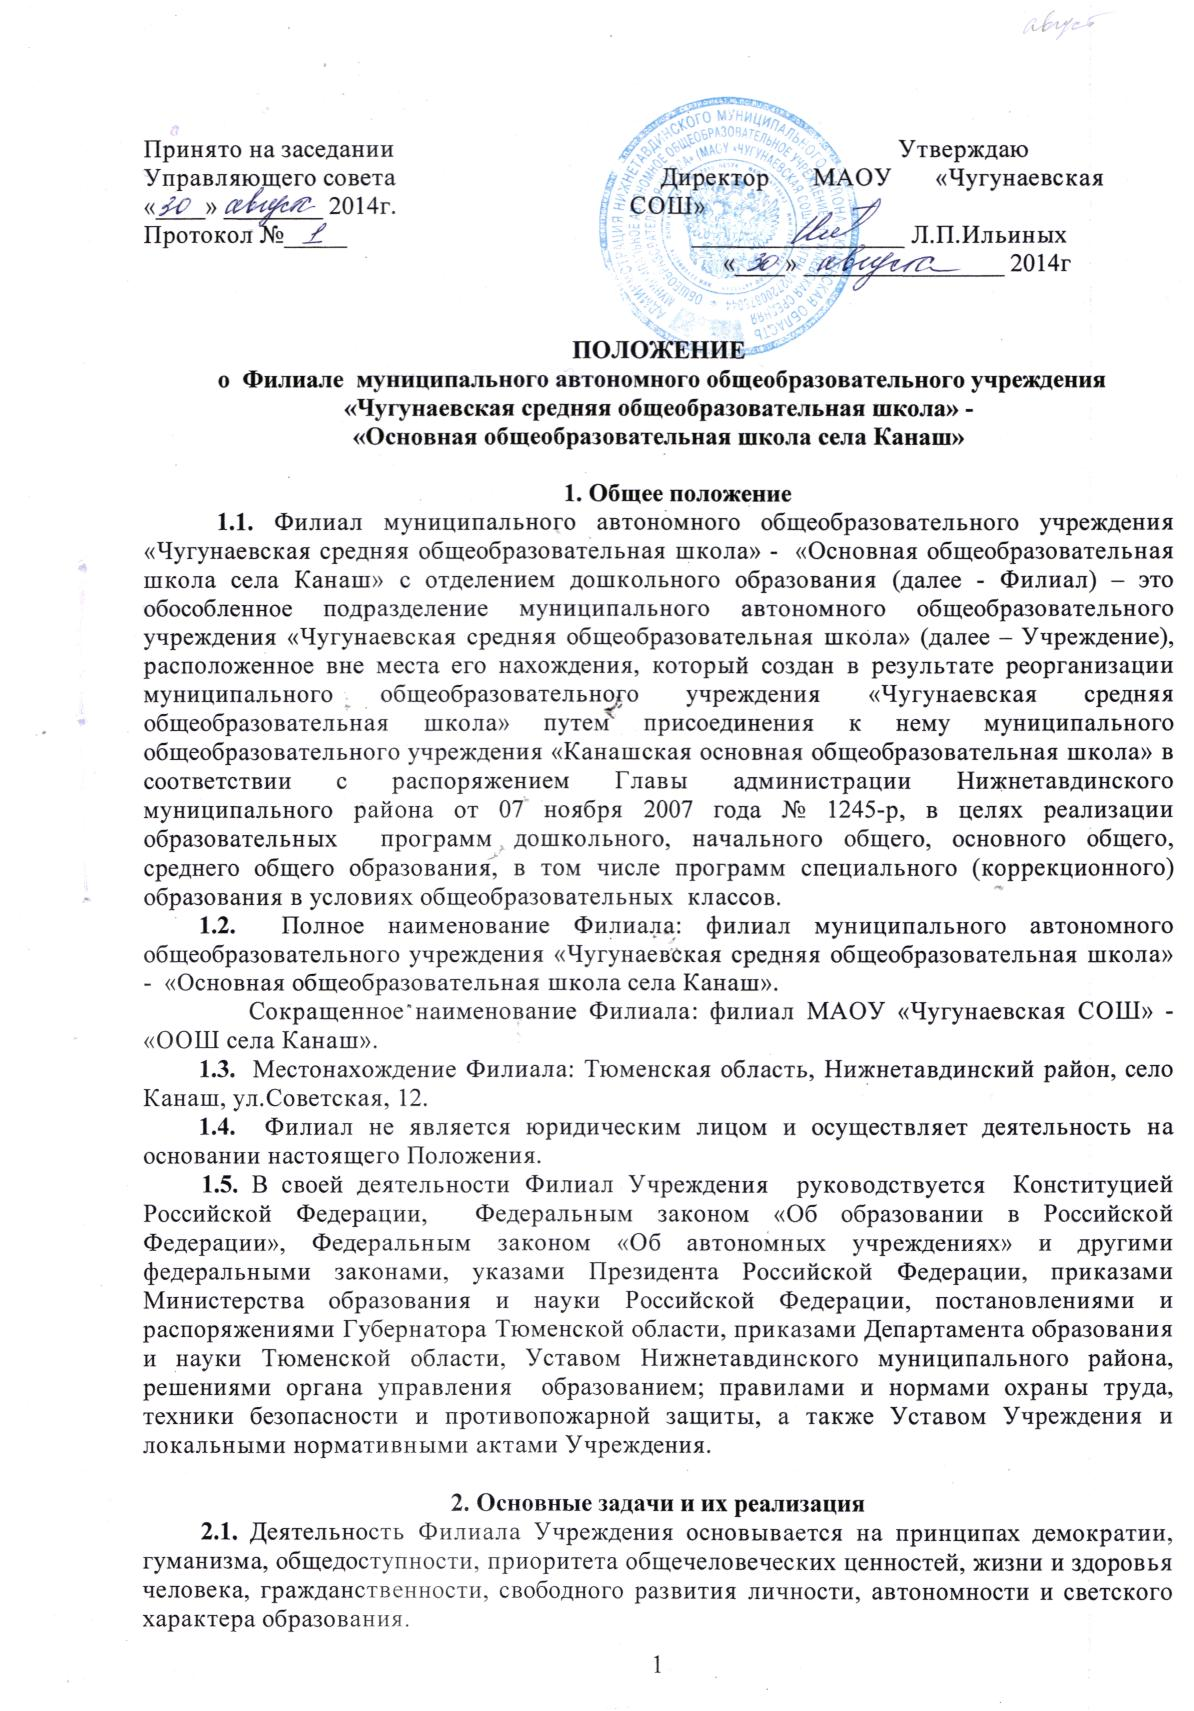 август
Принято на заседании
Управляющего совета
«30» август 2014г.
Протокол № 1
Утверждаю
Директор МАОУ «Чугунаевская
СОШ»
Л.П.Ильиных
«30» августа 2014г
ПОЛОЖЕНИЕ
о Филиале муниципального автономного общеобразовательного учреждения
«Чугунаевская средняя общеобразовательная школа» -
«Основная общеобразовательная школа села Канаш»
1. Общее положение
1.1. Филиал муниципального автономного общеобразовательного учреждения
«Чугунаевская средняя общеобразовательная школа» - «Основная общеобразовательная
школа села Канаш» с отделением дошкольного образования (далее - Филиал) – это
обособленное подразделение муниципального автономного общеобразовательного
учреждения «Чугунаевская средняя общеобразовательная школа» (далее – Учреждение),
расположенное вне места его нахождения, который создан в результате реорганизации
муниципального общеобразовательного учреждения «Чугунаевская средняя
общеобразовательная школа» путем присоединения к нему муниципального
общеобразовательного учреждения «Канашская основная общеобразовательная школа» в
соответствии с распоряжением Главы администрации Нижнетавдинского
муниципального района от 07 ноября 2007 года № 1245-р, в целях реализации
образовательных программ дошкольного, начального общего, основного общего,
среднего общего образования, в том числе программ специального (коррекционного)
образования в условиях общеобразовательных классов.
1.2. Полное наименование Филиала: филиал муниципального автономного
общеобразовательного учреждения «Чугунаевская средняя общеобразовательная школа»
- «Основная общеобразовательная школа села Канаш».
Сокращенное наименование Филиала: филиал МАОУ «Чугунаевская СОШ» -
«ООШ села Канаш».
1.3. Местонахождение Филиала: Тюменская область, Нижнетавдинский район, село
Канаш, ул.Советская, 12.
1.4. Филиал не является юридическим лицом и осуществляет деятельность на
основании настоящего Положения.
1.5. В своей деятельности Филиал Учреждения руководствуется Конституцией
Российской Федерации, Федеральным законом «Об образовании в Российской
Федерации», Федеральным законом «Об автономных учреждениях» и другими
федеральными законами, указами Президента Российской Федерации, приказами
Министерства образования и науки Российской Федерации, постановлениями и
распоряжениями Губернатора Тюменской области, приказами Департамента образования
и науки Тюменской области, Уставом Нижнетавдинского муниципального района,
решениями органа управления образованием; правилами и нормами охраны труда,
техники безопасности и противопожарной защиты, а также Уставом Учреждения и
локальными нормативными актами Учреждения.
2. Основные задачи и их реализация
2.1. Деятельность Филиала Учреждения основывается на принципах демократии,
гуманизма, общедоступности, приоритета общечеловеческих ценностей, жизни и здоровья
человека, гражданственности, свободного развития личности, автономности и светского
характера образования.
1